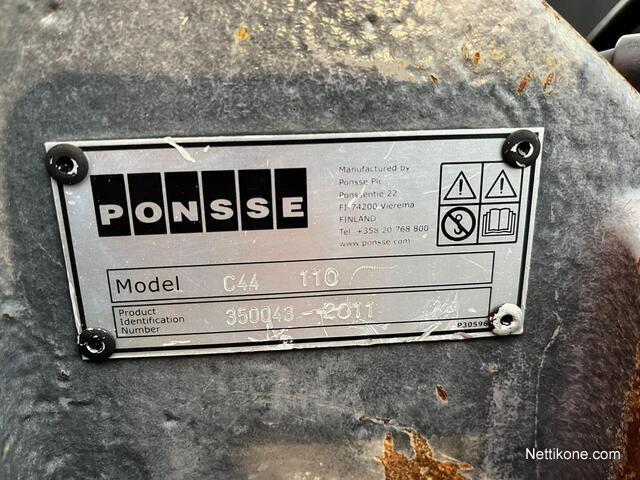 PONSSE
Manufactured by
Ponsse Plc
Ponssentie 22
FI-74200 Vierema
FINLAND
Tel +358 20 768 800
www.ponsse.com
Model C44 110
Product
Identification
Number
350043-2011
P30596
Nettikone.com